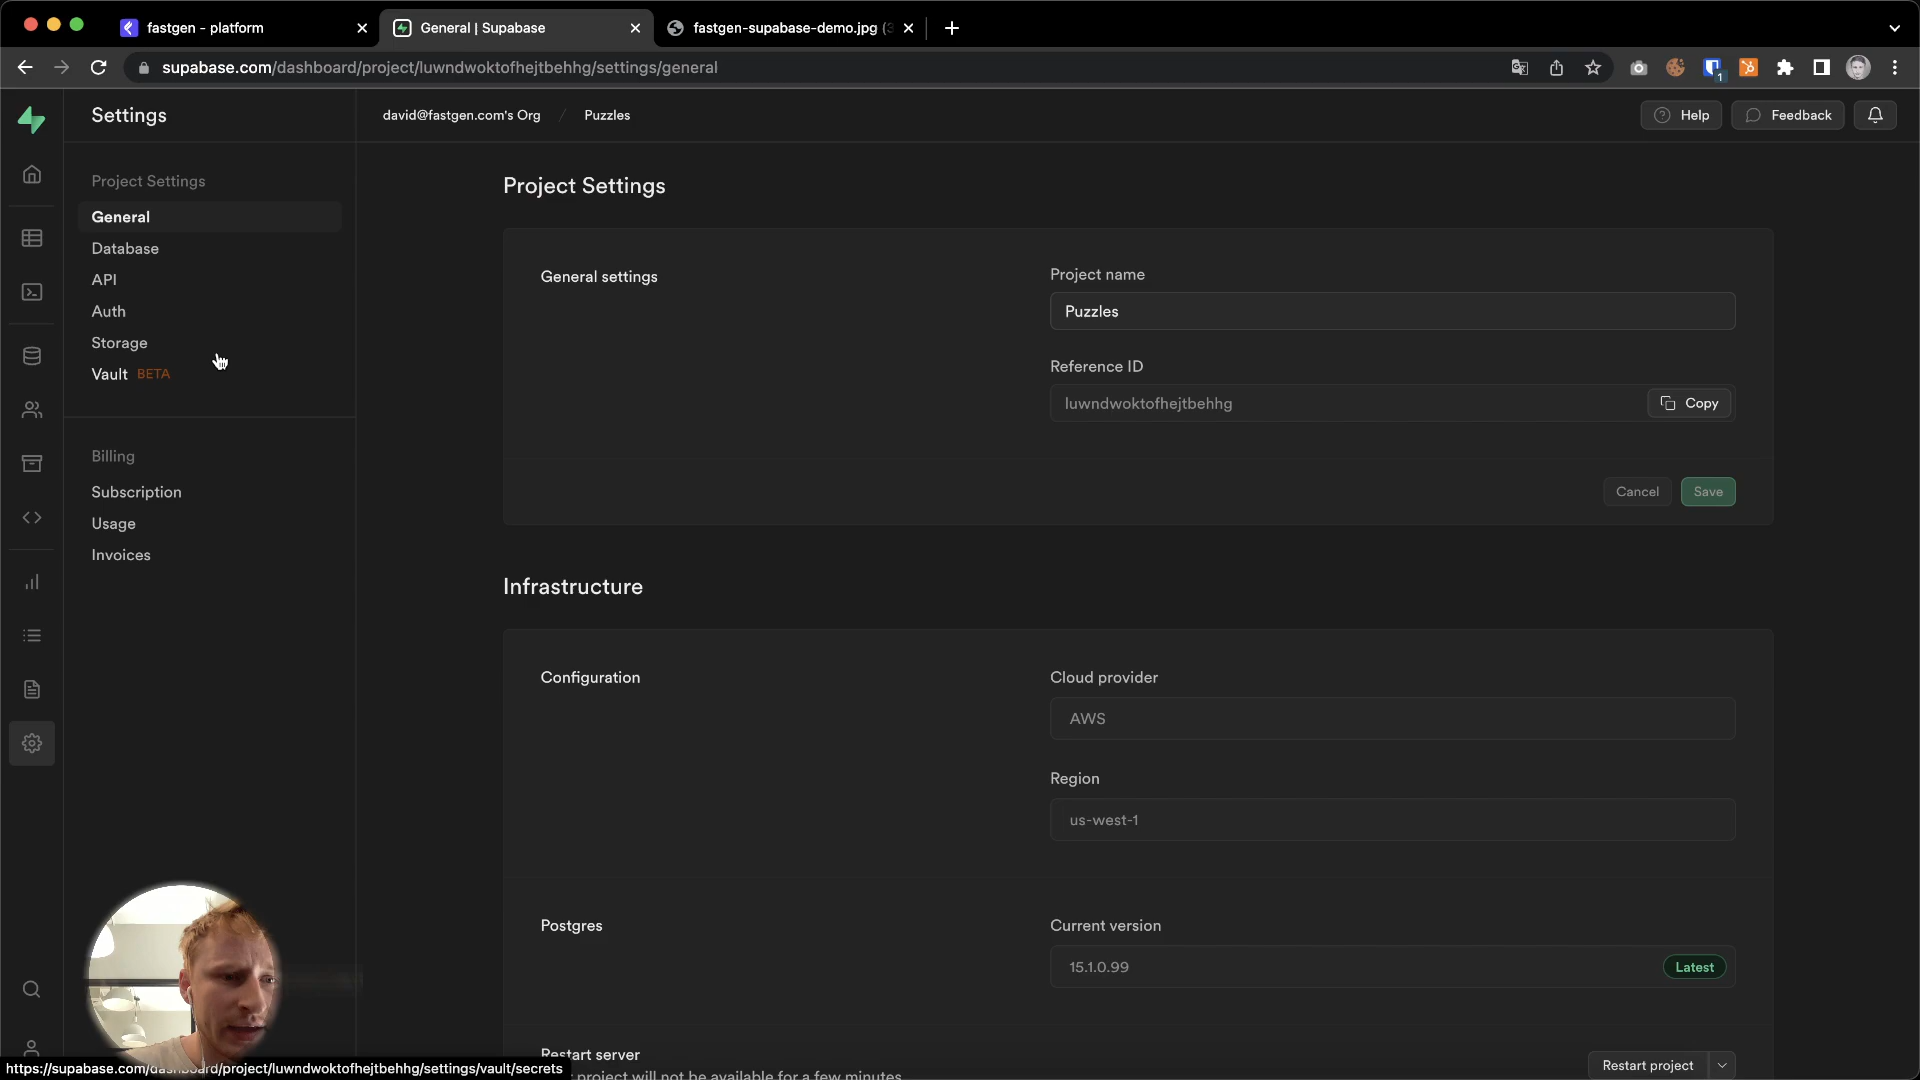 fastgen - platform
General | Supabase
fastgen-supabase-demo.jpg (3
supabase.com/dashboard/project/luwndwoktofhejtbehhg/settings/general
1
Settings
david@fastgen.com's Org / Puzzles
Help
Feedback
Project Settings
General
Database
API
Auth
Storage
Vault BETA
Billing
Subscription
Usage
Invoices
Project Settings
General settings
Project name
Puzzles
Reference ID
luwndwoktofhejtbehhg
Copy
Cancel
Save
Infrastructure
Configuration
Cloud provider
AWS
Region
us-west-1
Postgres
Current version
15.1.0.99
Latest
Restart server
project will not be available for a few minutes
Restart project
https://supabase.com/dashboard/project/luwndwoktofhejtbehhg/settings/vault/secrets